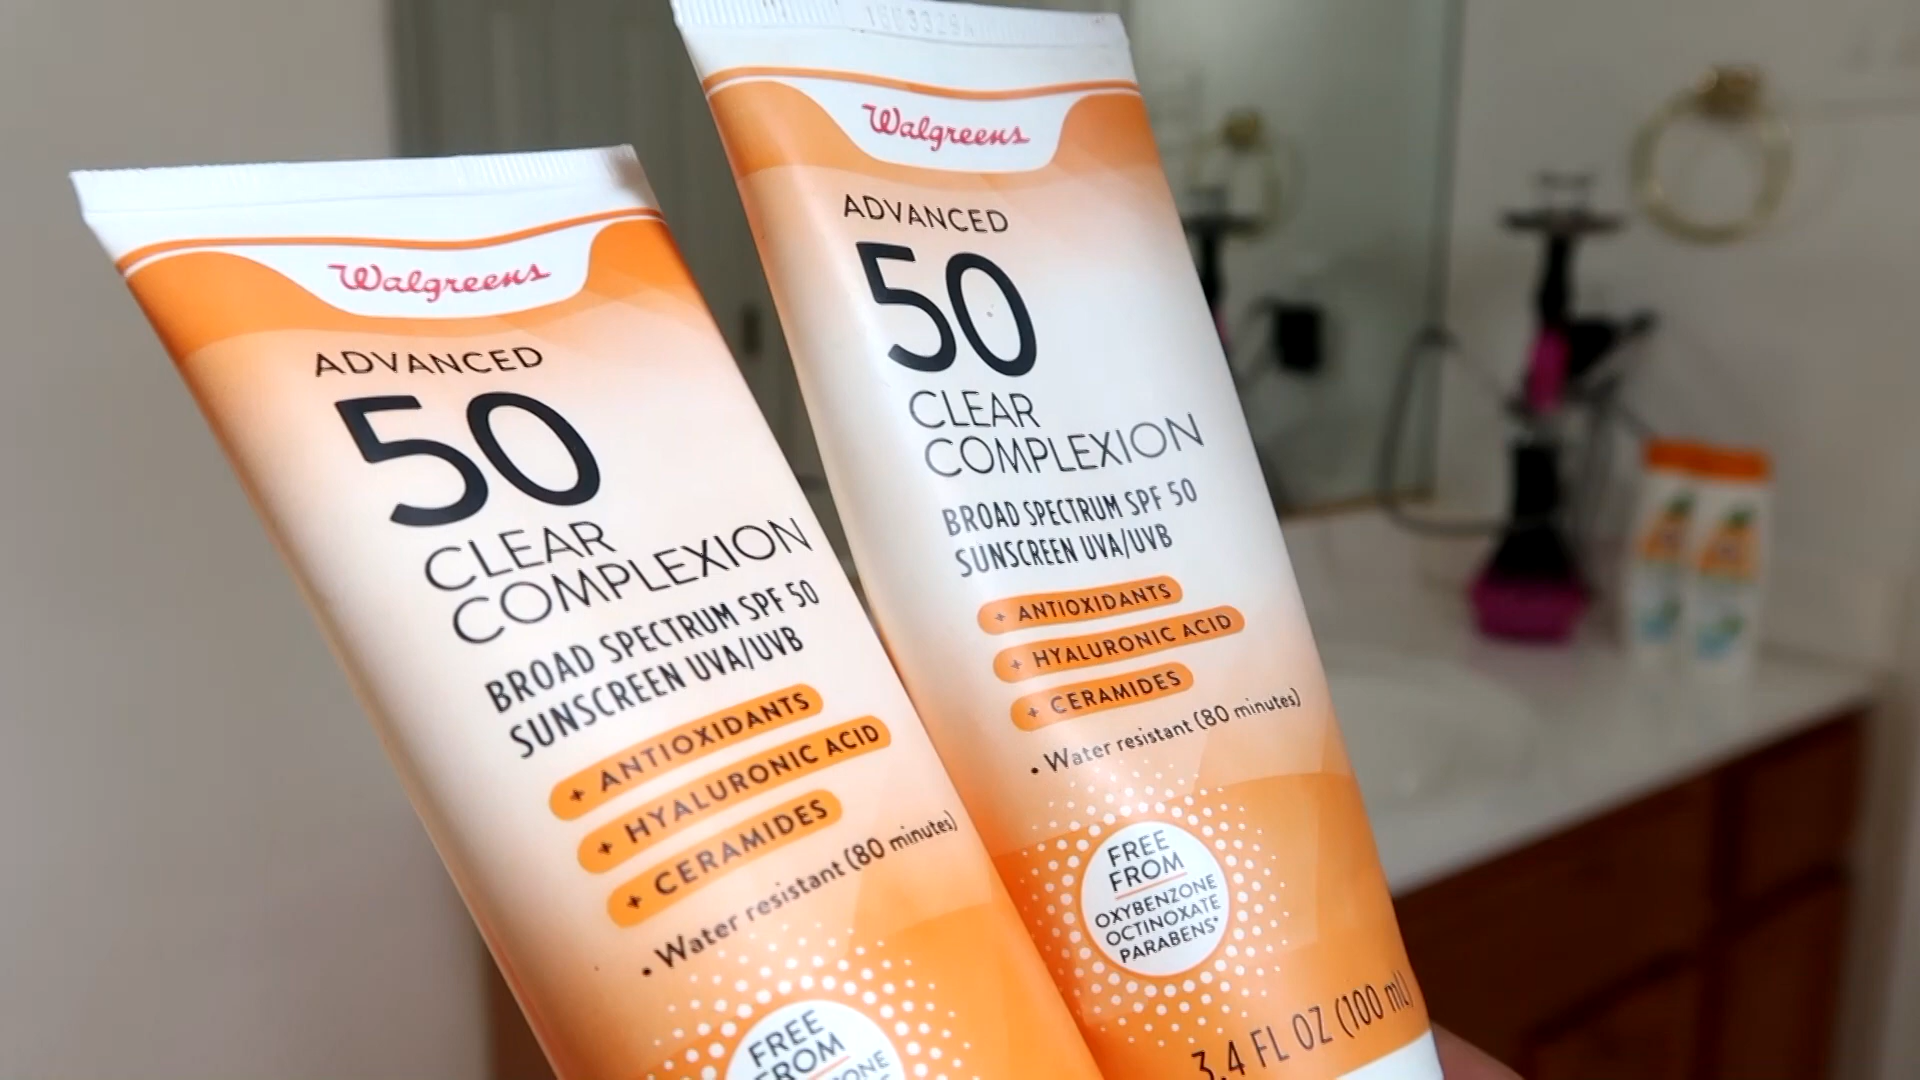 Walgreens
ADVANCED
50
CLEAR
COMPLEXION
BROAD SPECTRUM SPF 50
SUNSCREEN UVA/UVB
+ ANTIOXIDANTS
+ HYALURONIC ACID
+ CERAMIDES
• Water resistant (80 minutes)
FREE
FROM
Walgreens
ADVANCED
50
CLEAR
COMPLEXION
BROAD SPECTRUM SPF 50
SUNSCREEN UVA/UVB
+ ANTIOXIDANTS
+ HYALURONIC ACID
+ CERAMIDES
• Water resistant (80 minutes)
FREE
FROM
OXYBENZONE
OCTINOXATE
PARABENS*
3.4 FL OZ (100 mL)